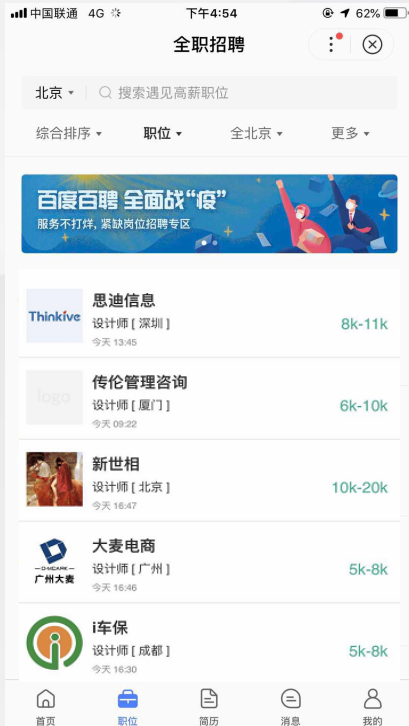 中国联通 4G 下午4:54 62%
全职招聘
北京 搜索遇见高薪职位
综合排序 职位 全北京 更多
百度百聘 全面战“疫”
服务不打烊，紧缺岗位招聘专区
思迪信息
Thinkive
设计师 [ 深圳 ] 8k-11k
今天 13:45
传伦管理咨询
logo
设计师 [ 厦门 ] 6k-10k
今天 09:22
新世相
设计师 [ 北京 ] 10k-20k
今天 16:47
大麦电商
D-MCARK
广州大麦
设计师 [ 广州 ] 5k-8k
今天 16:46
i车保
设计师 [ 成都 ] 5k-8k
今天 16:30
首页 职位 简历 消息 我的